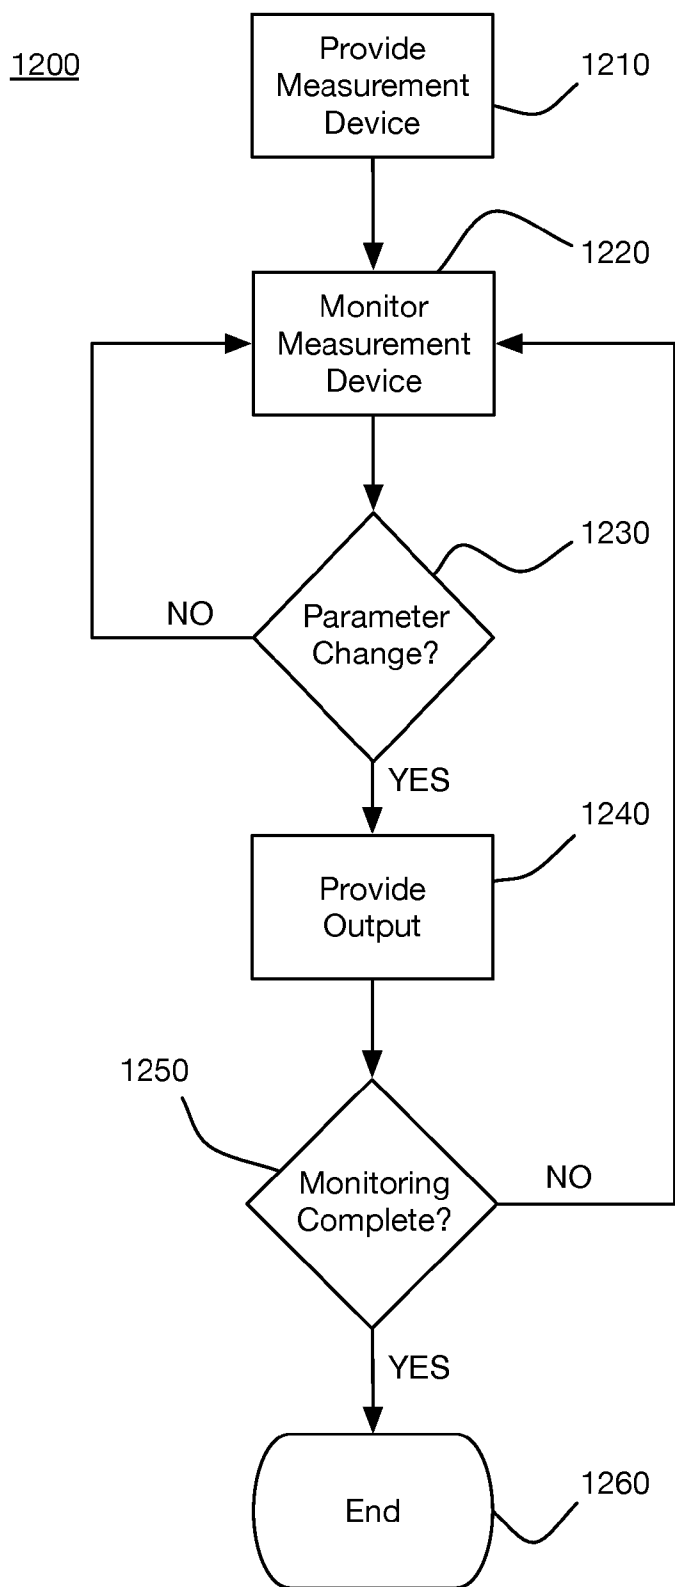 1200
Provide
Measurement
Device
1210
1220
Monitor
Measurement
Device
1230
NO
Parameter
Change?
YES
1240
Provide
Output
1250
Monitoring
Complete?
NO
YES
End
1260